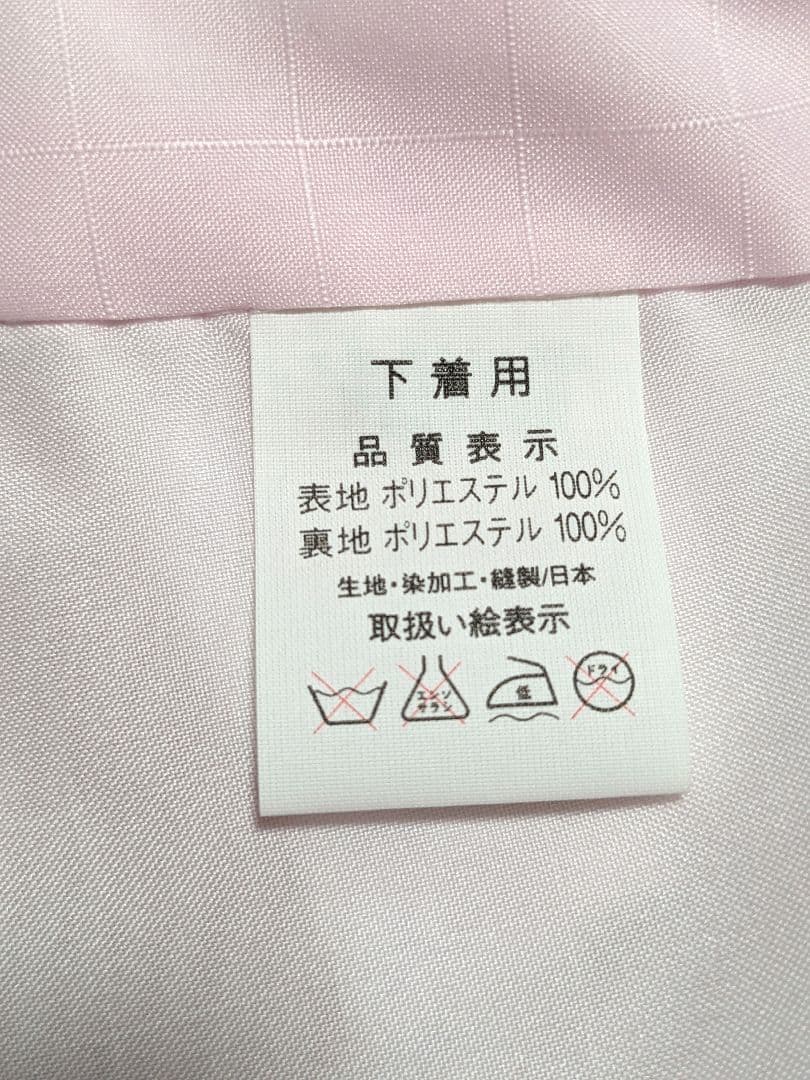 下着用
品質表示
表地 ポリエステル 100%
裏地 ポリエステル 100%
生地・染加工・縫製/日本
取扱い絵表示
エンソ
サラシ
低
ドライ